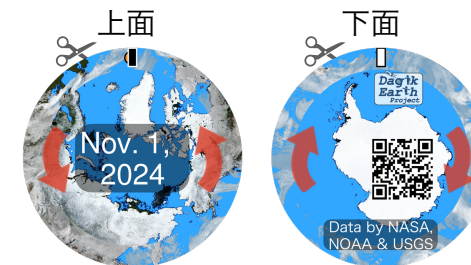 上面
下面
Nov. 1,
2024
Dagik
Earth
Project
Data by NASA,
NOAA & USGS